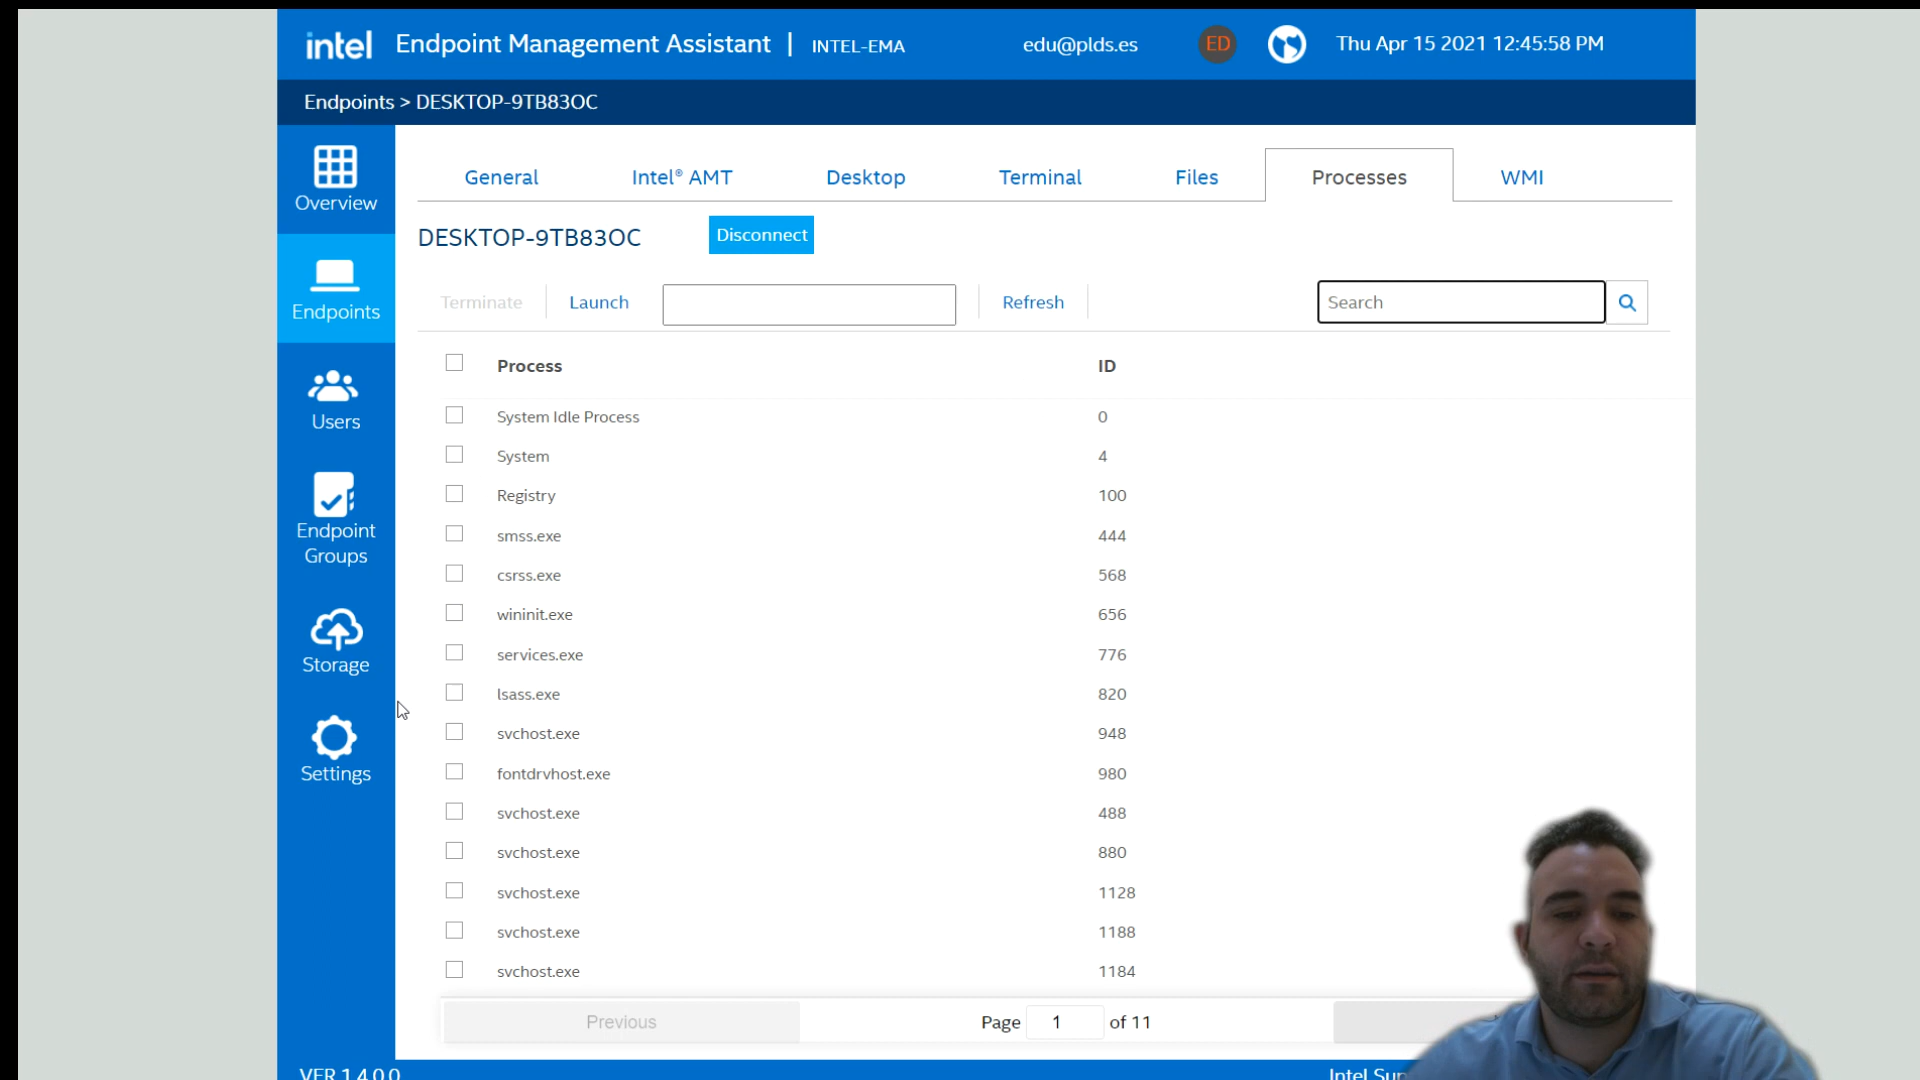 intel Endpoint Management Assistant | INTEL-EMA edu@plds.es ED Thu Apr 15 2021 12:45:58 PM
Endpoints > DESKTOP-9TB83OC
Overview
Endpoints
Users
Endpoint
Groups
Storage
Settings
General Intel® AMT Desktop Terminal Files Processes WMI
DESKTOP-9TB83OC Disconnect
Terminate Launch Refresh Search
Process ID
System Idle Process 0
System 4
Registry 100
smss.exe 444
csrss.exe 568
wininit.exe 656
services.exe 776
lsass.exe 820
svchost.exe 948
fontdrvhost.exe 980
svchost.exe 488
svchost.exe 880
svchost.exe 1128
svchost.exe 1188
svchost.exe 1184
Previous Page 1 of 11
VER 1.4.0.0 Intel